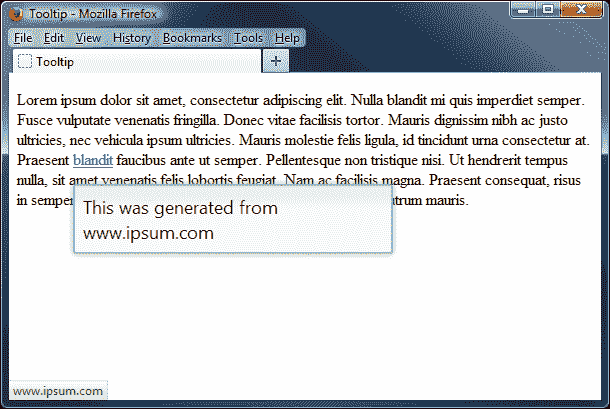 Tooltip - Mozilla Firefox
File Edit View History Bookmarks Tools Help
Tooltip
Lorem ipsum dolor sit amet, consectetur adipiscing elit. Nulla blandit mi quis imperdiet semper.
Fusce vulputate venenatis fringilla. Donec vitae facilisis tortor. Mauris dignissim nibh ac justo
ultricies, nec vehicula ipsum ultricies. Mauris molestie felis ligula, id tincidunt urna consectetur at.
Praesent blandit faucibus ante ut semper. Pellentesque non tristique nisi. Ut hendrerit tempus
nulla, sit amet venenatis felis lobortis feugiat. Nam ac facilisis magna. Praesent consequat, risus
in semper mauris.
This was generated from
www.ipsum.com
www.ipsum.com